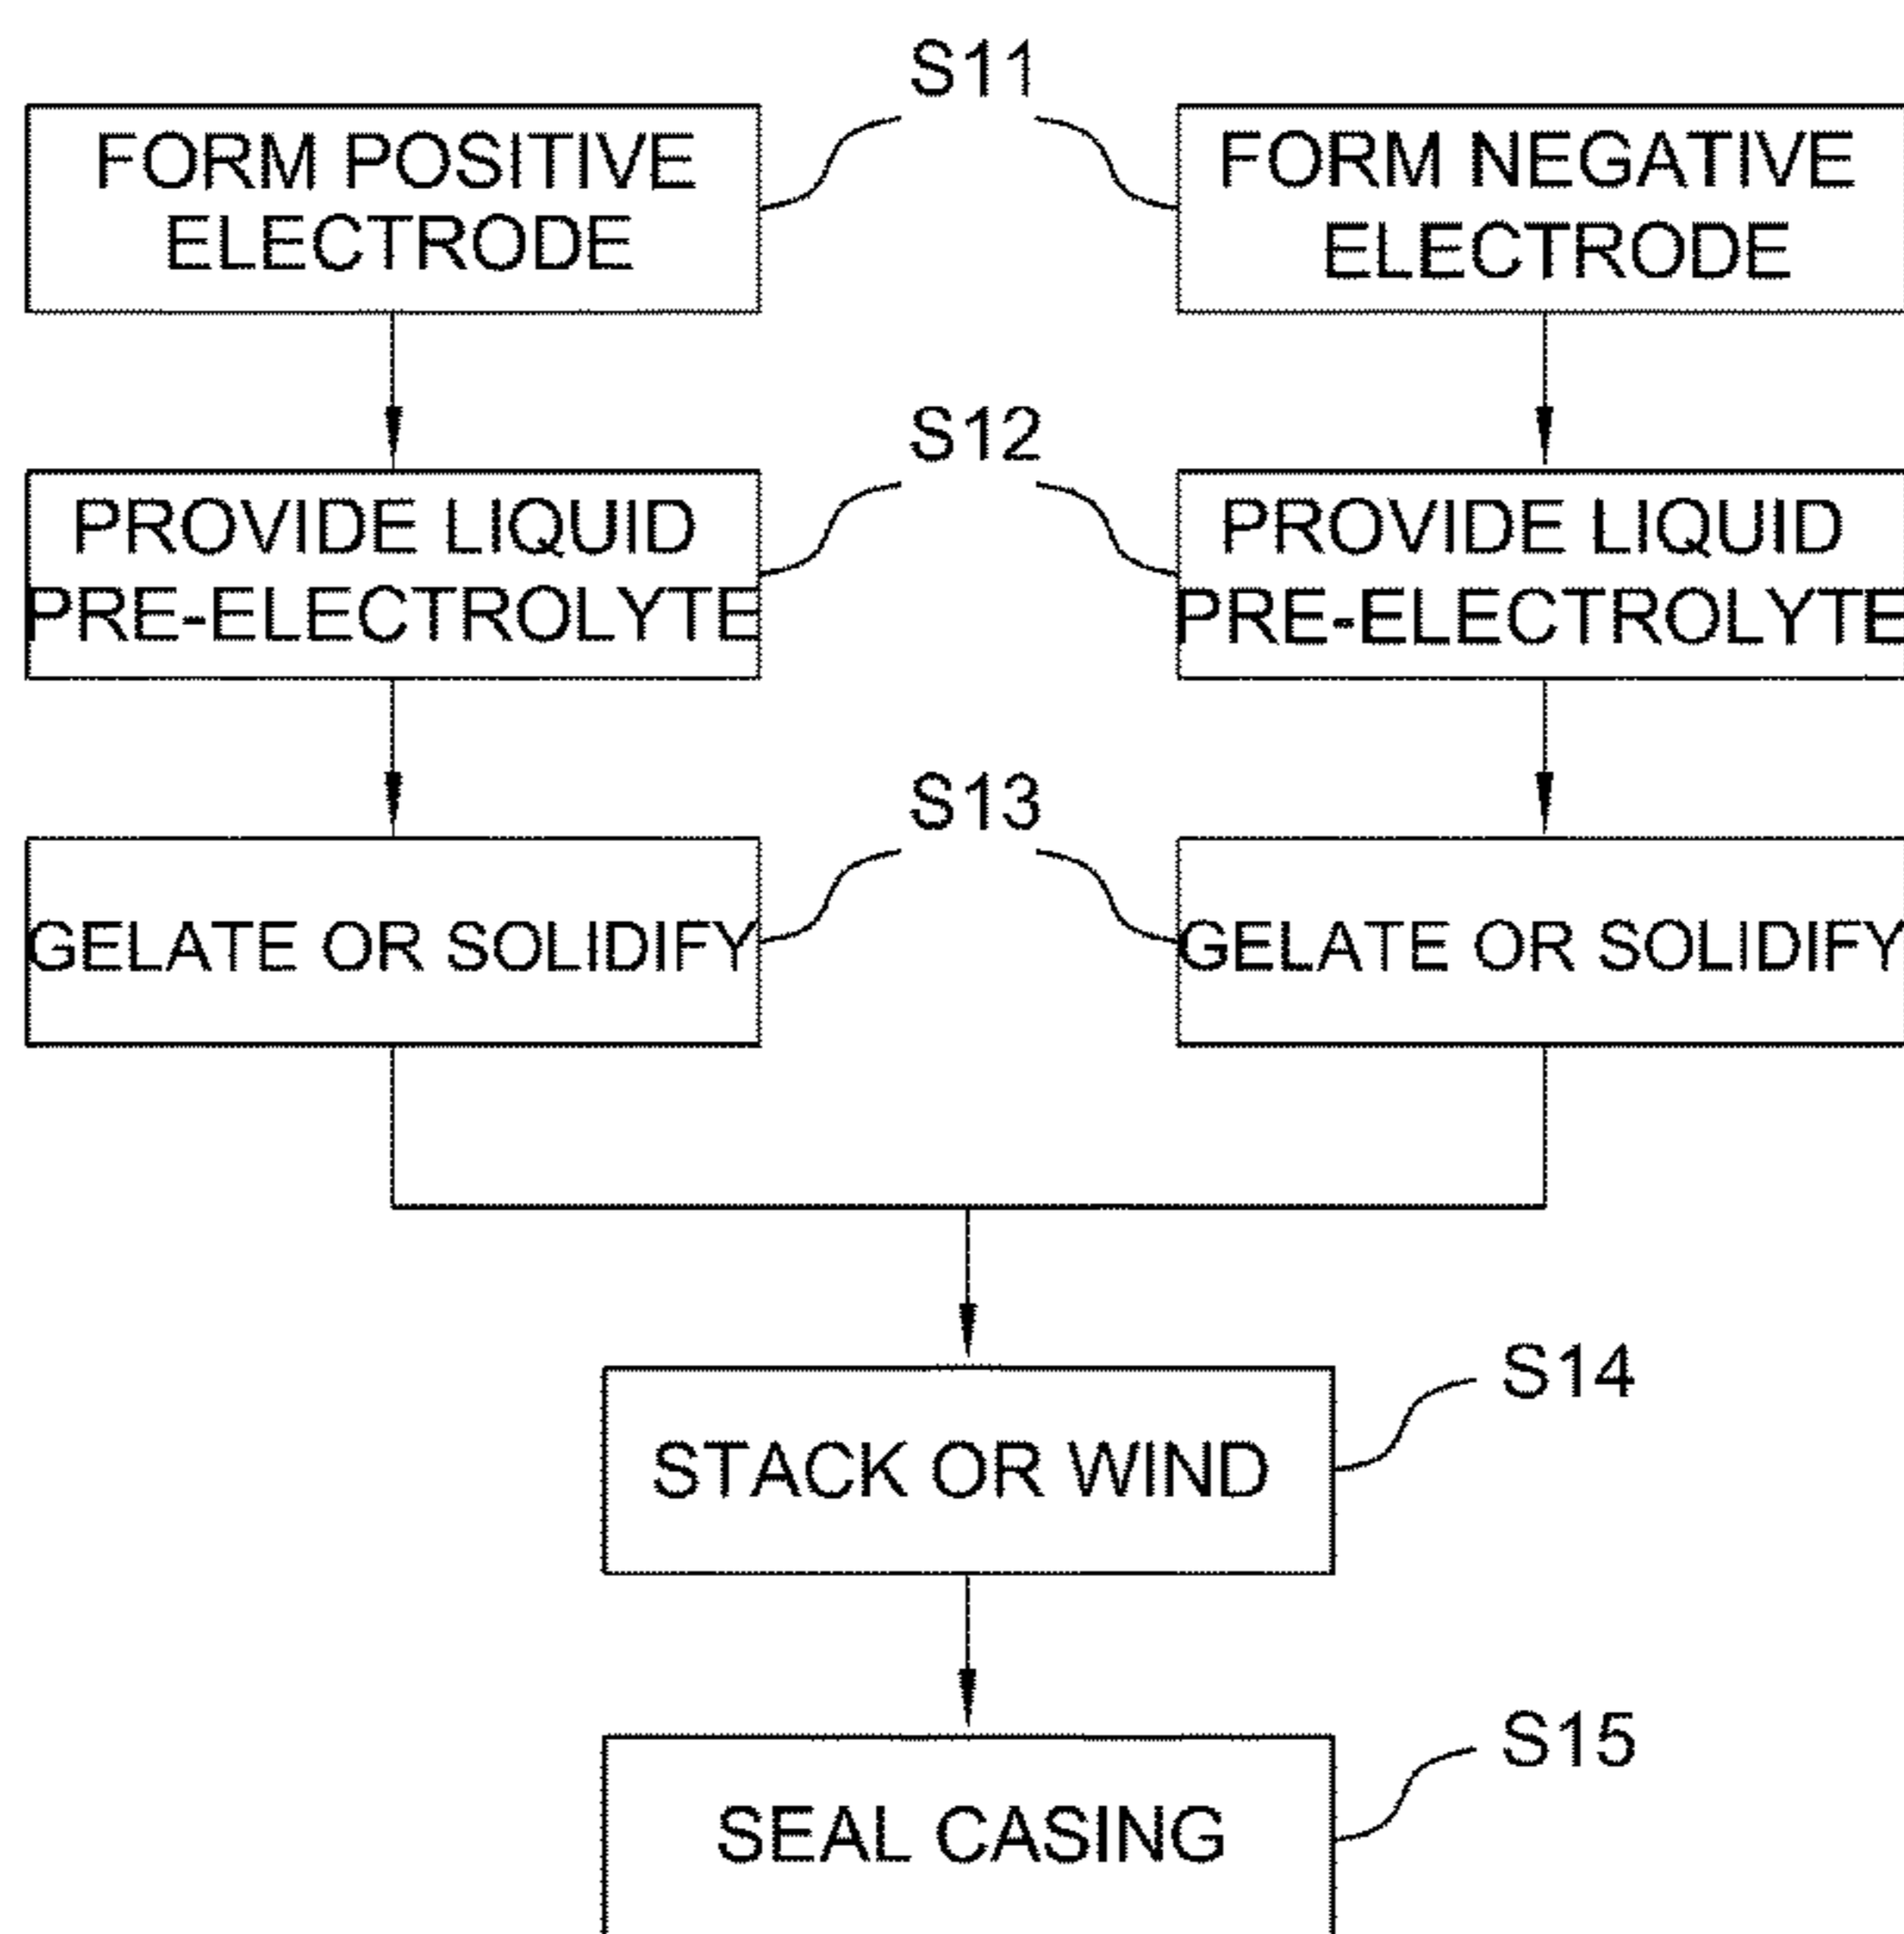 S11
FORM POSITIVE
ELECTRODE
FORM NEGATIVE
ELECTRODE
S12
PROVIDE LIQUID
PRE-ELECTROLYTE
PROVIDE LIQUID
PRE-ELECTROLYTE
S13
GELATE OR SOLIDIFY
GELATE OR SOLIDIFY
S14
STACK OR WIND
S15
SEAL CASING